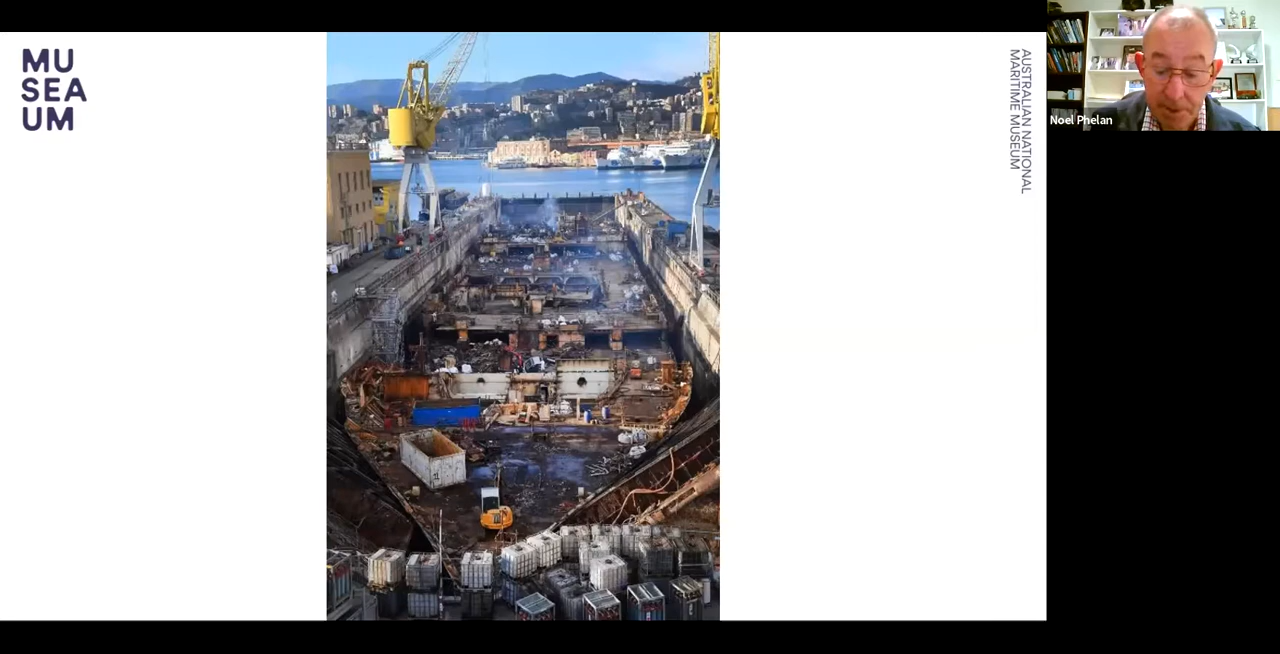 MU
SEA
UM
AUSTRALIAN NATIONAL
MARITIME MUSEUM
Noel Phelan